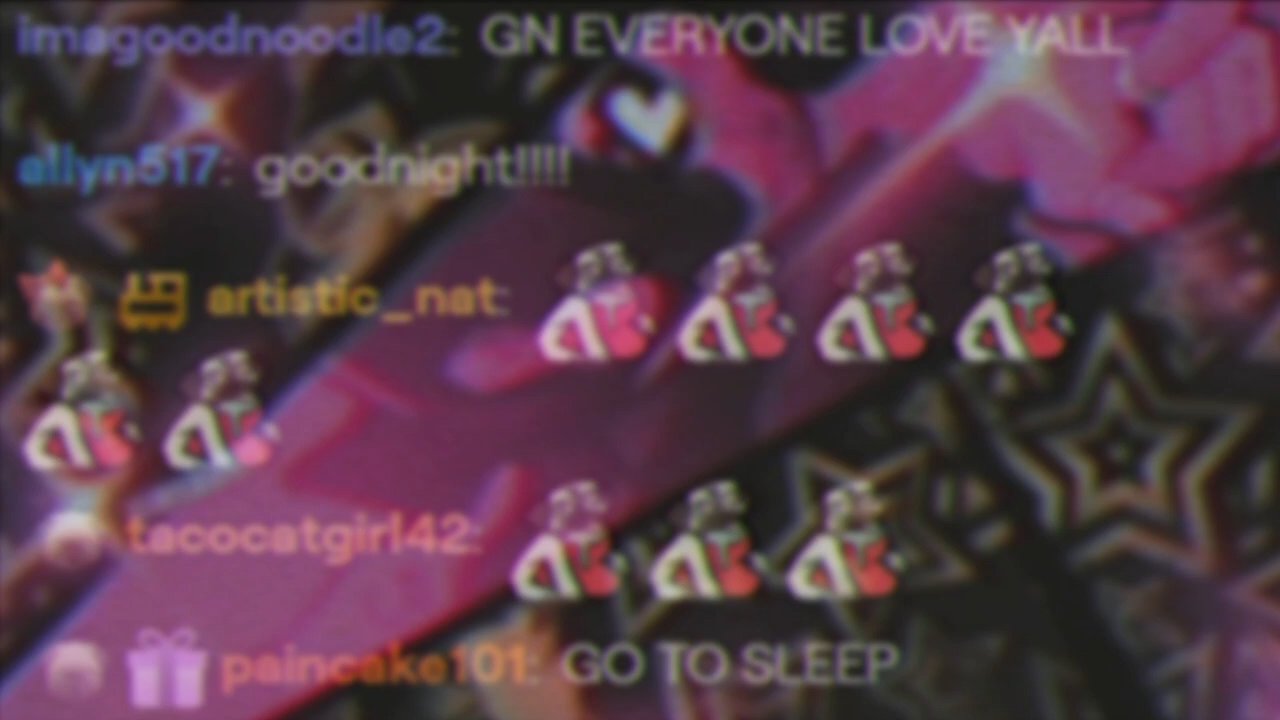 imagoodnoodle2: GN EVERYONE LOVE YALL
allyn517: goodnight!!!!
artistic_nat:
tacocatgirl42:
paincake101: GO TO SLEEP